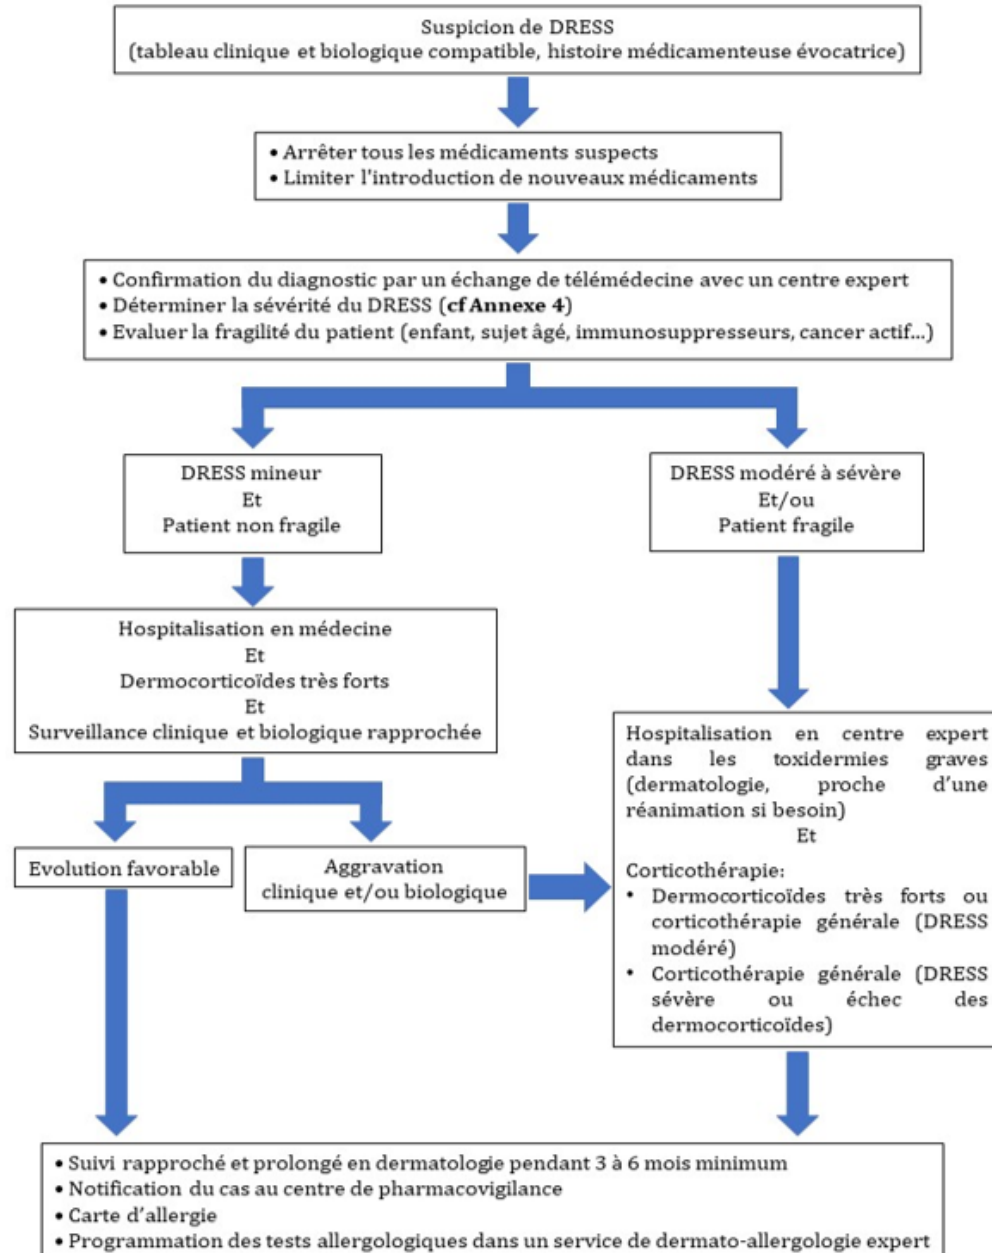 Suspicion de DRESS
(tableau clinique et biologique compatible, histoire médicamenteuse évocatrice)
• Arrêter tous les médicaments suspects
• Limiter l'introduction de nouveaux médicaments
• Confirmation du diagnostic par un échange de télémédecine avec un centre expert
• Déterminer la sévérité du DRESS (cf Annexe 4)
• Evaluer la fragilité du patient (enfant, sujet âgé, immunosuppresseurs, cancer actif...)
DRESS mineur
Et
Patient non fragile
DRESS modéré à sévère
Et/ou
Patient fragile
Hospitalisation en médecine
Et
Dermocorticoïdes très forts
Et
Surveillance clinique et biologique rapprochée
Hospitalisation en centre expert
dans les toxidermies graves
(dermatologie, proche d'une
réanimation si besoin)
Et
Corticothérapie:
• Dermocorticoïdes très forts ou
corticothérapie générale (DRESS
modéré)
• Corticothérapie générale (DRESS
sévère ou échec des
dermocorticoïdes)
Evolution favorable
Aggravation
clinique et/ou biologique
• Suivi rapproché et prolongé en dermatologie pendant 3 à 6 mois minimum
• Notification du cas au centre de pharmacovigilance
• Carte d'allergie
• Programmation des tests allergologiques dans un service de dermato-allergologie expert